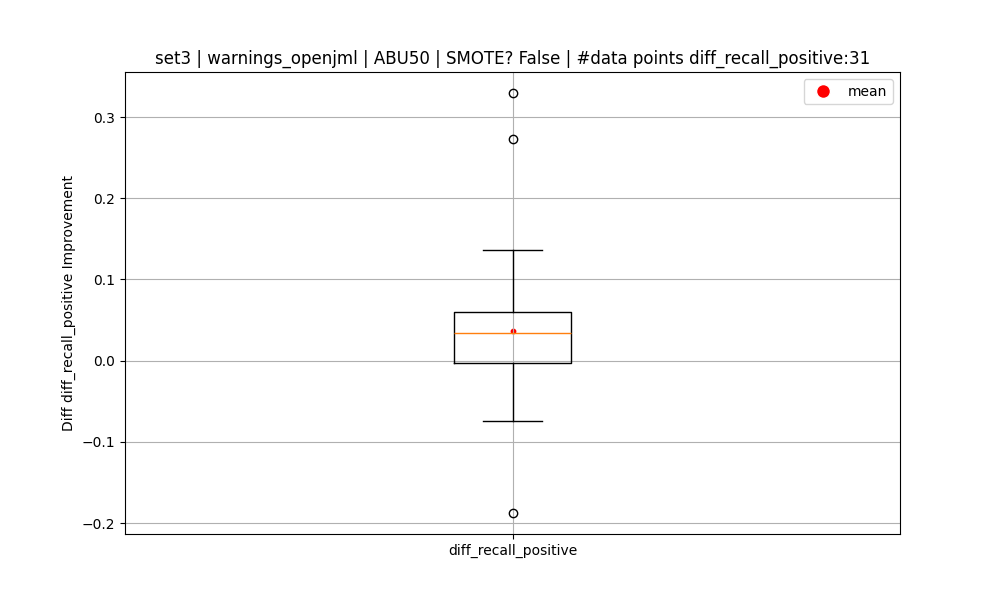 set3 | warnings_openjml | ABU50 | SMOTE? False | #data points diff_recall_positive:31
mean
0.3
0.2
0.1
0.0
−0.1
−0.2
Diff diff_recall_positive Improvement
diff_recall_positive